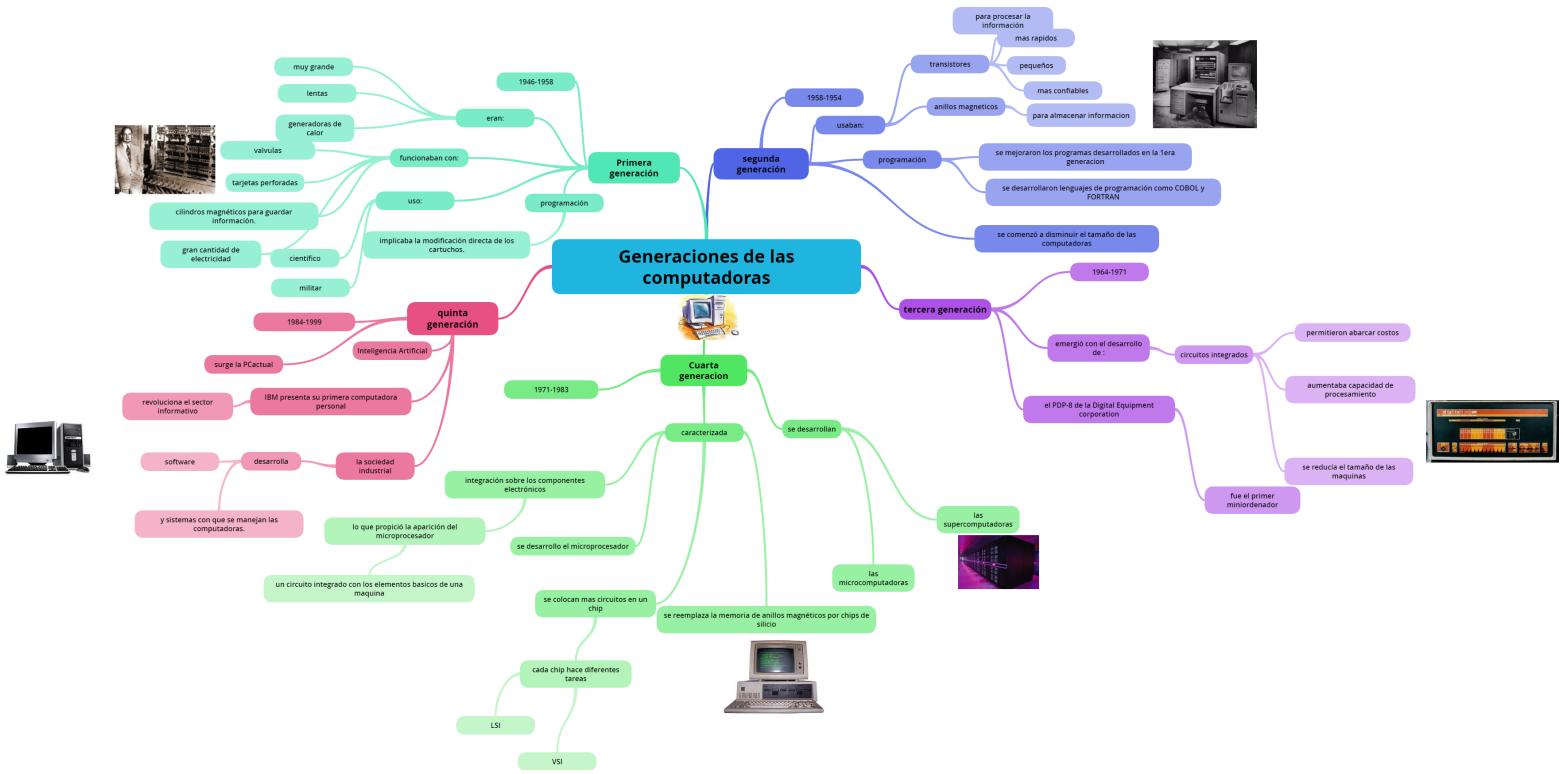 Generaciones de las
computadoras
Primera
generación
1946-1958
eran:
muy grande
lentas
generadoras de
calor
funcionaban con:
valvulas
tarjetas perforadas
cilindros magnéticos para guardar
información.
gran cantidad de
electricidad
uso:
científico
militar
programación
implicaba la modificación directa de los
cartuchos.
segunda
generación
1958-1954
usaban:
transistores
para procesar la
información
mas rapidos
pequeños
mas confiables
anillos magneticos
para almacenar informacion
programación
se mejoraron los programas desarrollados en la 1era
generacion
se desarrollaron lenguajes de programación como COBOL y
FORTRAN
se comenzó a disminuir el tamaño de las
computadoras
tercera generación
1964-1971
emergió con el desarrollo
de :
circuitos integrados
permitieron abarcar costos
aumentaba capacidad de
procesamiento
se reducía el tamaño de las
maquinas
el PDP-8 de la Digital Equipment
corporation
fue el primer
miniordenador
Cuarta
generacion
1971-1983
caracterizada
integración sobre los componentes
electrónicos
lo que propició la aparición del
microprocesador
un circuito integrado con los elementos basicos de una
maquina
se desarrollo el microprocesador
se colocan mas circuitos en un
chip
cada chip hace diferentes
tareas
LSI
VSI
se reemplaza la memoria de anillos magnéticos por chips de
silicio
se desarrollan
las
microcomputadoras
las
supercomputadoras
quinta
generación
1984-1999
Inteligencia Artificial
surge la PCactual
IBM presenta su primera computadora
personal
revoluciona el sector
informativo
la sociedad
industrial
desarrolla
software
y sistemas con que se manejan las
computadoras.